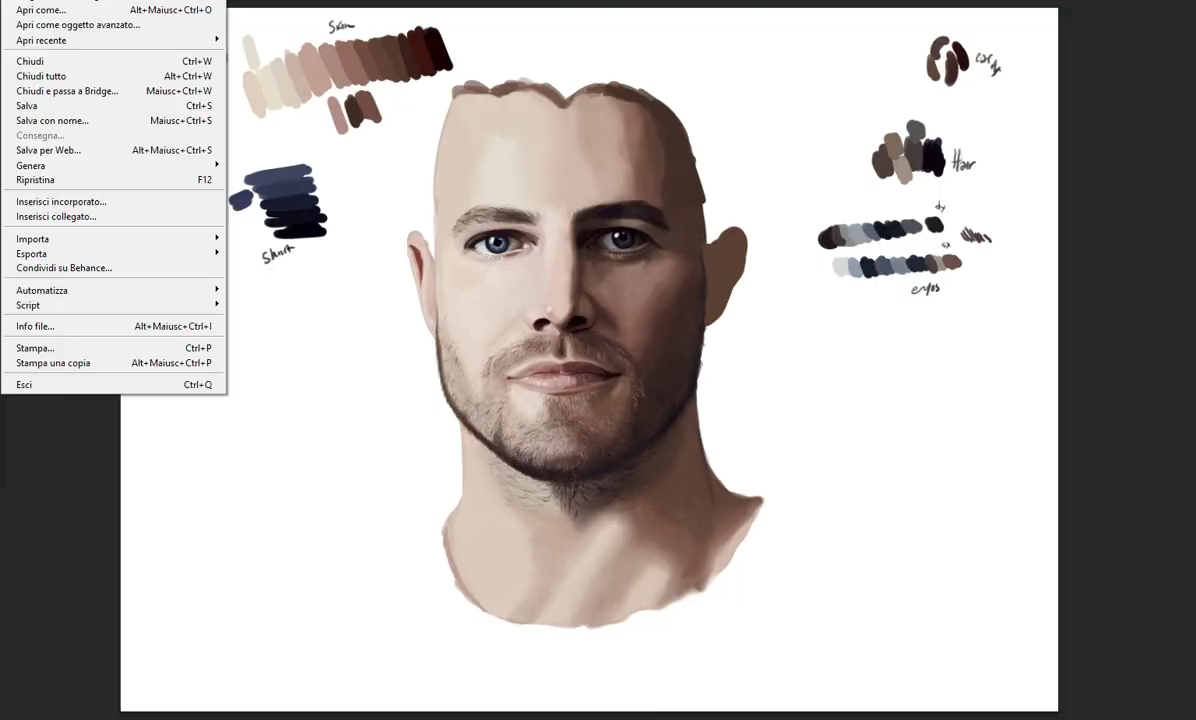 Apri come... Alt+Maiusc+Ctrl+O
Apri come oggetto avanzato...
Apri recente
Chiudi Ctrl+W
Chiudi tutto Alt+Ctrl+W
Chiudi e passa a Bridge... Maiusc+Ctrl+W
Salva Ctrl+S
Salva con nome... Maiusc+Ctrl+S
Consegna...
Salva per Web... Alt+Maiusc+Ctrl+S
Genera
Ripristina F12
Inserisci incorporato...
Inserisci collegato...
Importa
Esporta
Condividi su Behance...
Automatizza
Script
Info file... Alt+Maiusc+Ctrl+I
Stampa... Ctrl+P
Stampa una copia Alt+Maiusc+Ctrl+P
Esci Ctrl+Q
Skin
Hair
dx
sx